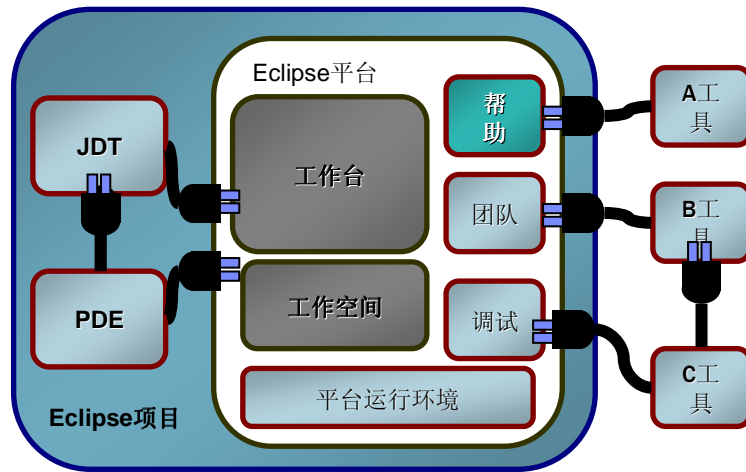 Eclipse平台
JDT
工作台
帮
助
A工
具
团队
B工
具
PDE
工作空间
调试
C工
具
平台运行环境
Eclipse项目